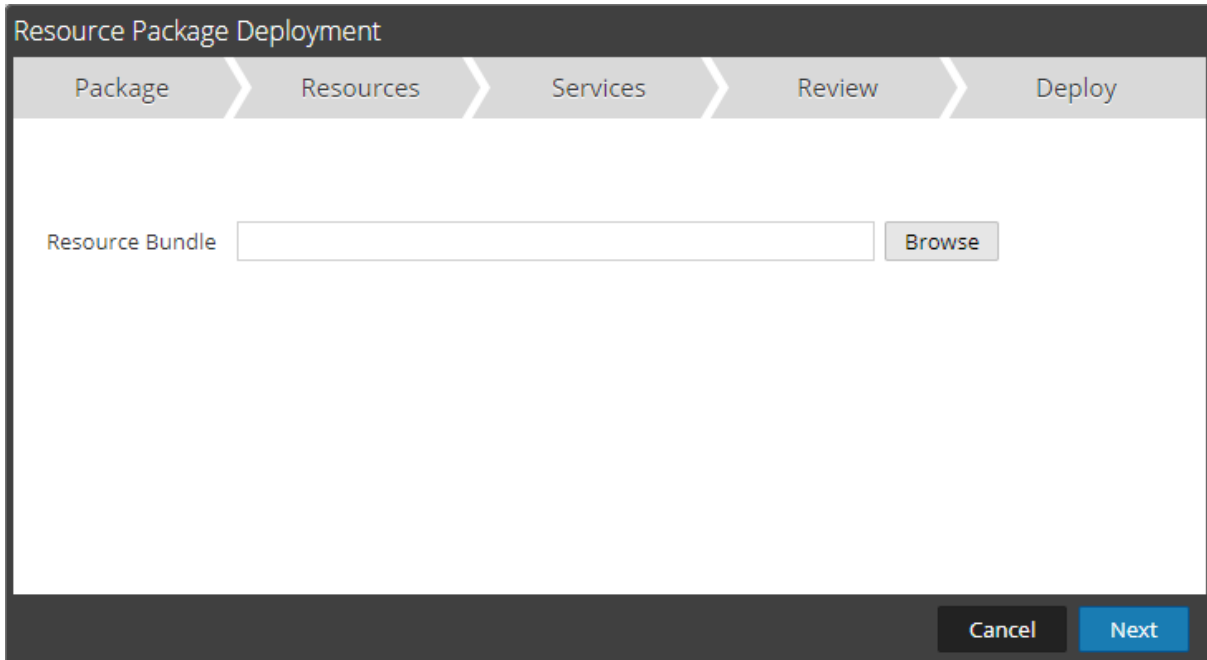 Resource Package Deployment
Package Resources Services Review Deploy
Resource Bundle Browse
Cancel Next